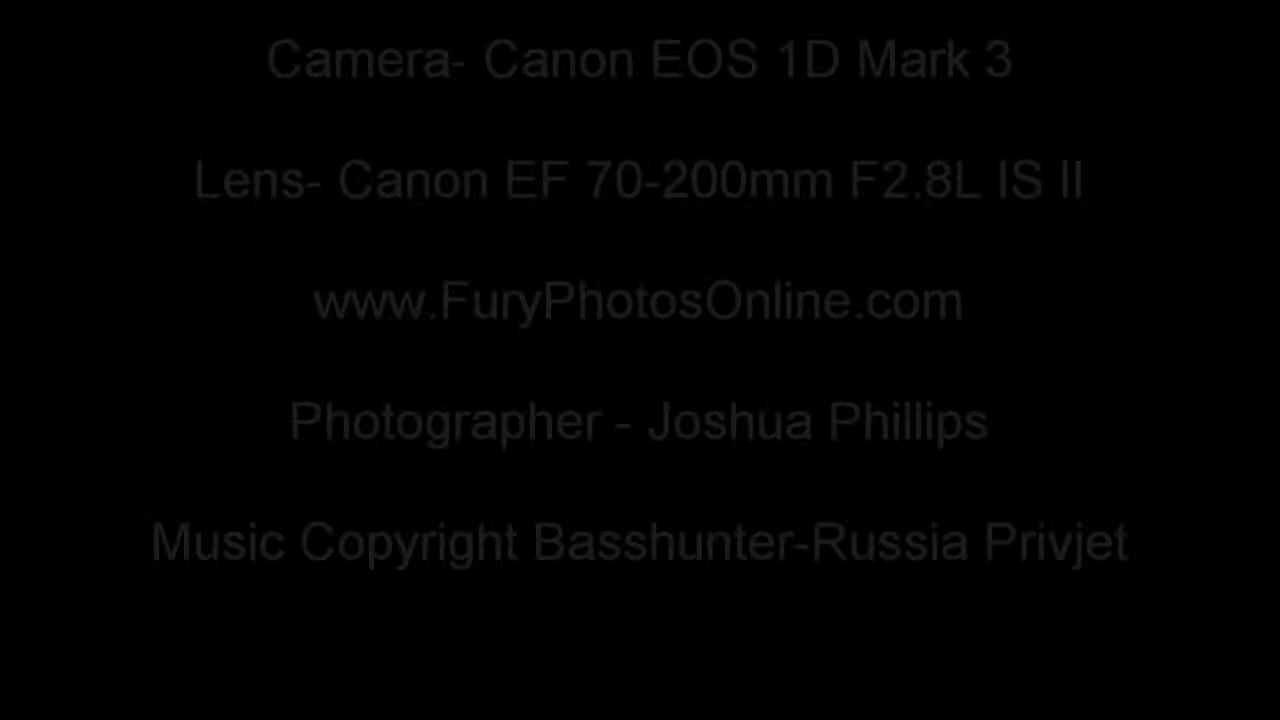 Camera- Canon EOS 1D Mark 3
Lens- Canon EF 70-200mm F2.8L IS II
www.FuryPhotosOnline.com
Photographer - Joshua Phillips
Music Copyright Basshunter-Russia Privjet